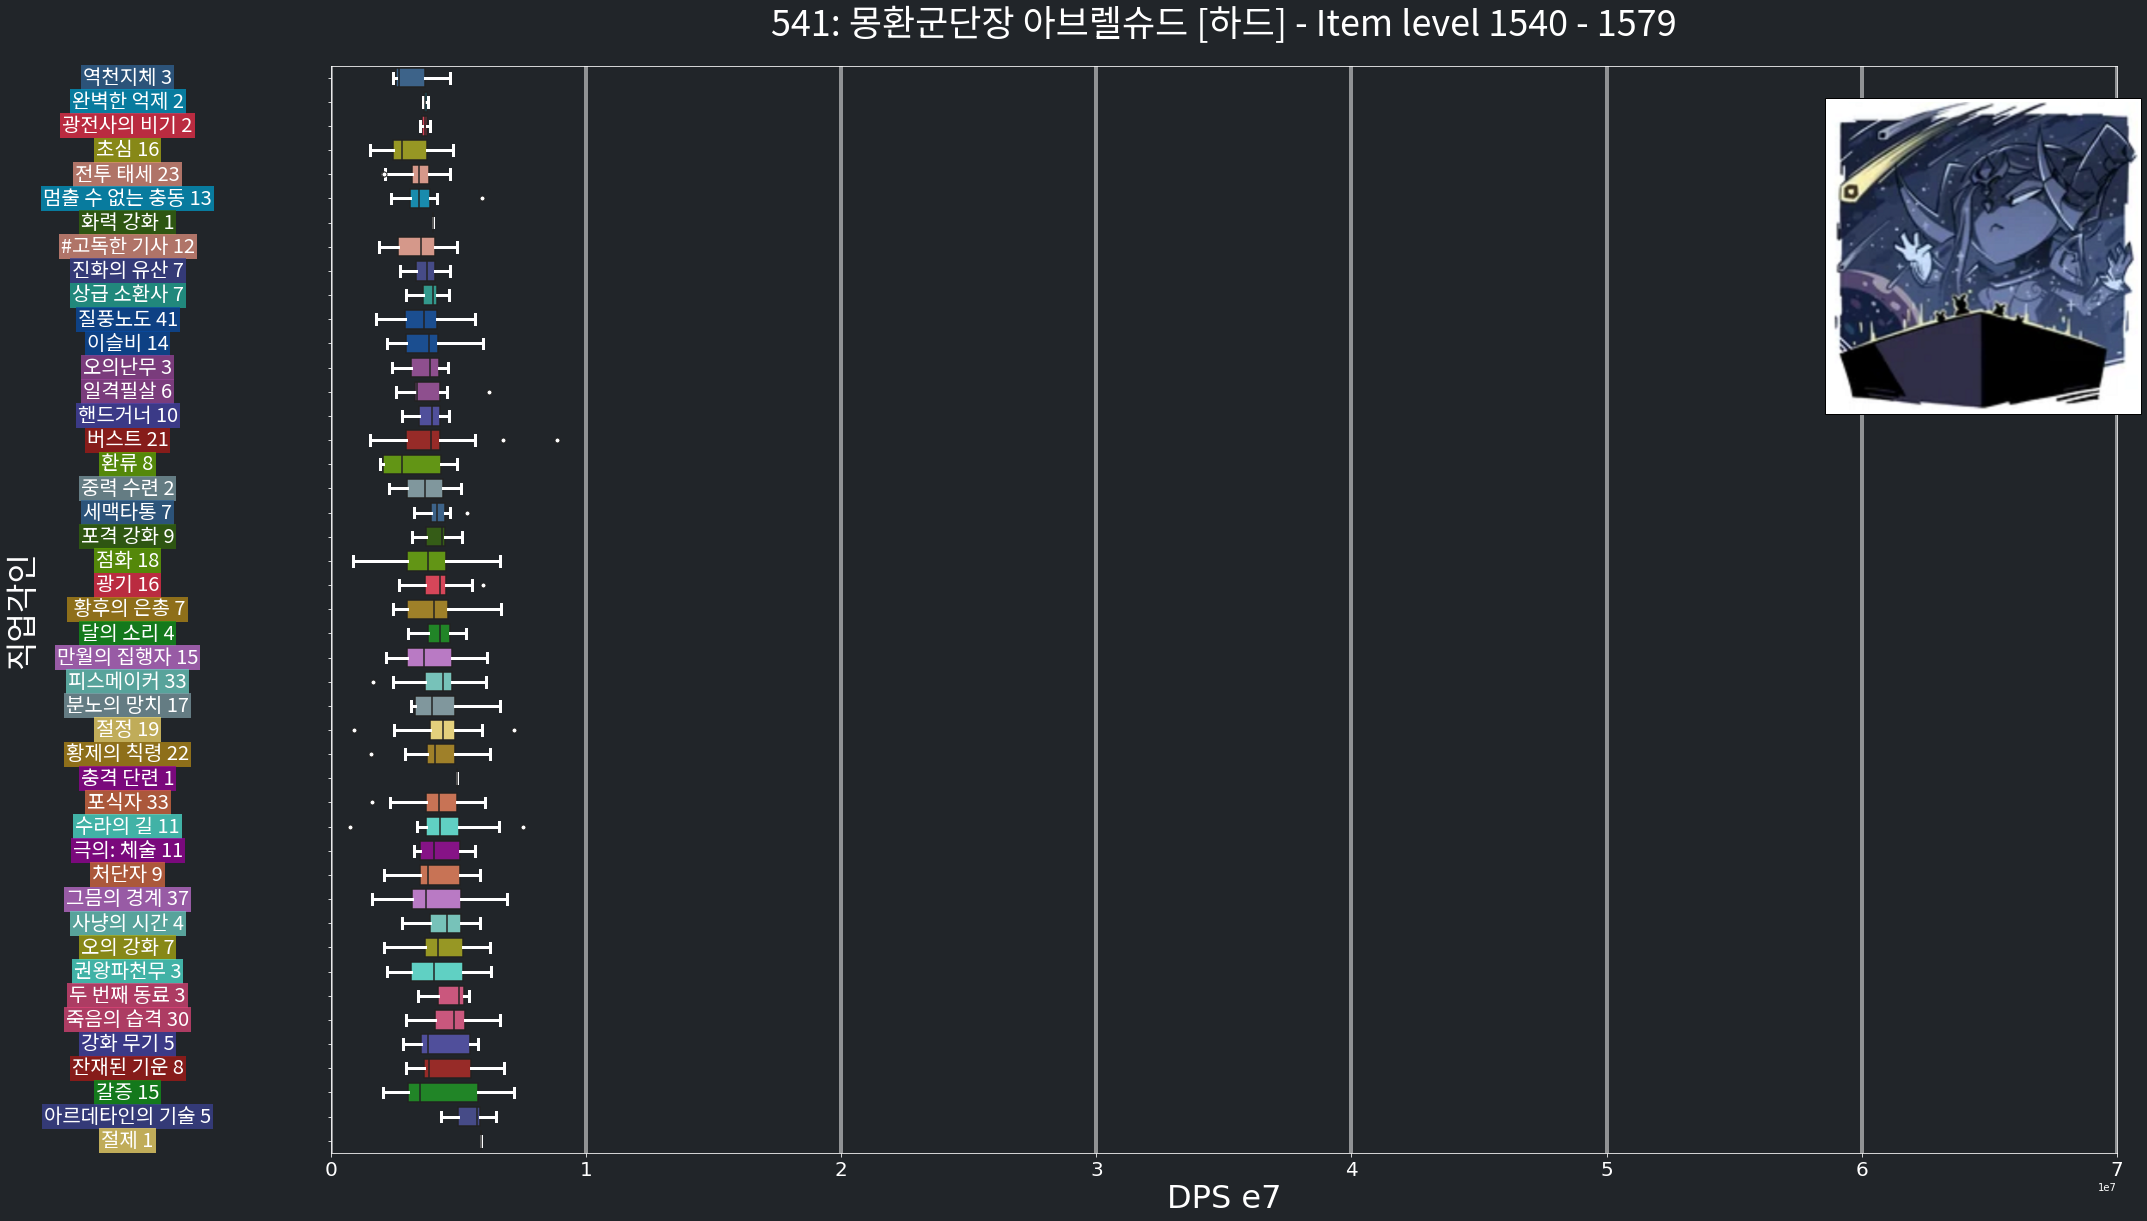 541: 몽환군단장 아브렐슈드 [하드] - Item level 1540 - 1579
역천지체 3
완벽한 억제 2
광전사의 비기 2
초심 16
전투 태세 23
멈출 수 없는 충동 13
화력 강화 1
#고독한 기사 12
진화의 유산 7
상급 소환사 7
질풍노도 41
이슬비 14
오의난무 3
일격필살 6
핸드거너 10
버스트 21
환류 8
중력 수련 2
세맥타통 7
포격 강화 9
점화 18
광기 16
황후의 은총 7
달의 소리 4
만월의 집행자 15
피스메이커 33
분노의 망치 17
절정 19
황제의 칙령 22
충격 단련 1
포식자 33
수라의 길 11
극의: 체술 11
처단자 9
그믐의 경계 37
사냥의 시간 4
오의 강화 7
권왕파천무 3
두 번째 동료 3
죽음의 습격 30
강화 무기 5
잔재된 기운 8
갈증 15
아르데타인의 기술 5
절제 1
직업각인
0 1 2 3 4 5 6 7
1e7
DPS e7